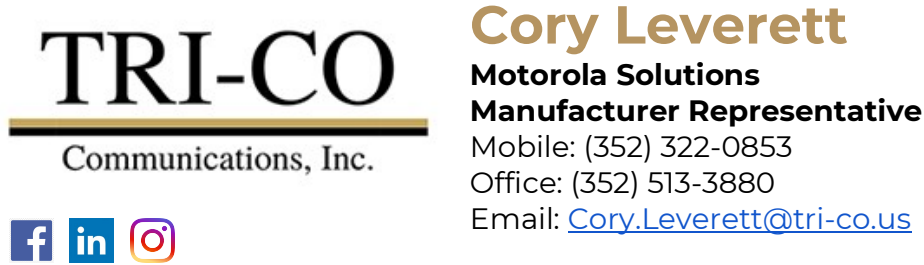 TRI-CO
Communications, Inc.
Cory Leverett
Motorola Solutions
Manufacturer Representative
Mobile: (352) 322-0853
Office: (352) 513-3880
Email: Cory.Leverett@tri-co.us
f in